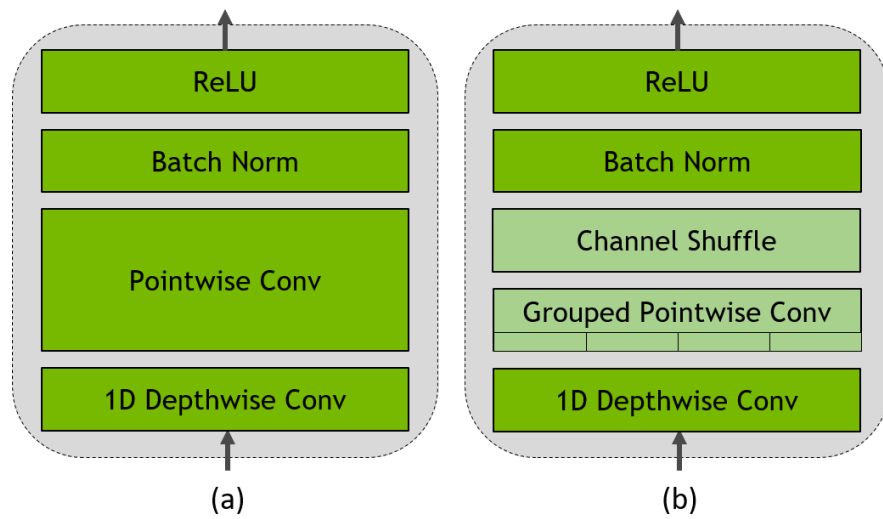 ReLU
Batch Norm
Pointwise Conv
1D Depthwise Conv
(a)
ReLU
Batch Norm
Channel Shuffle
Grouped Pointwise Conv
1D Depthwise Conv
(b)